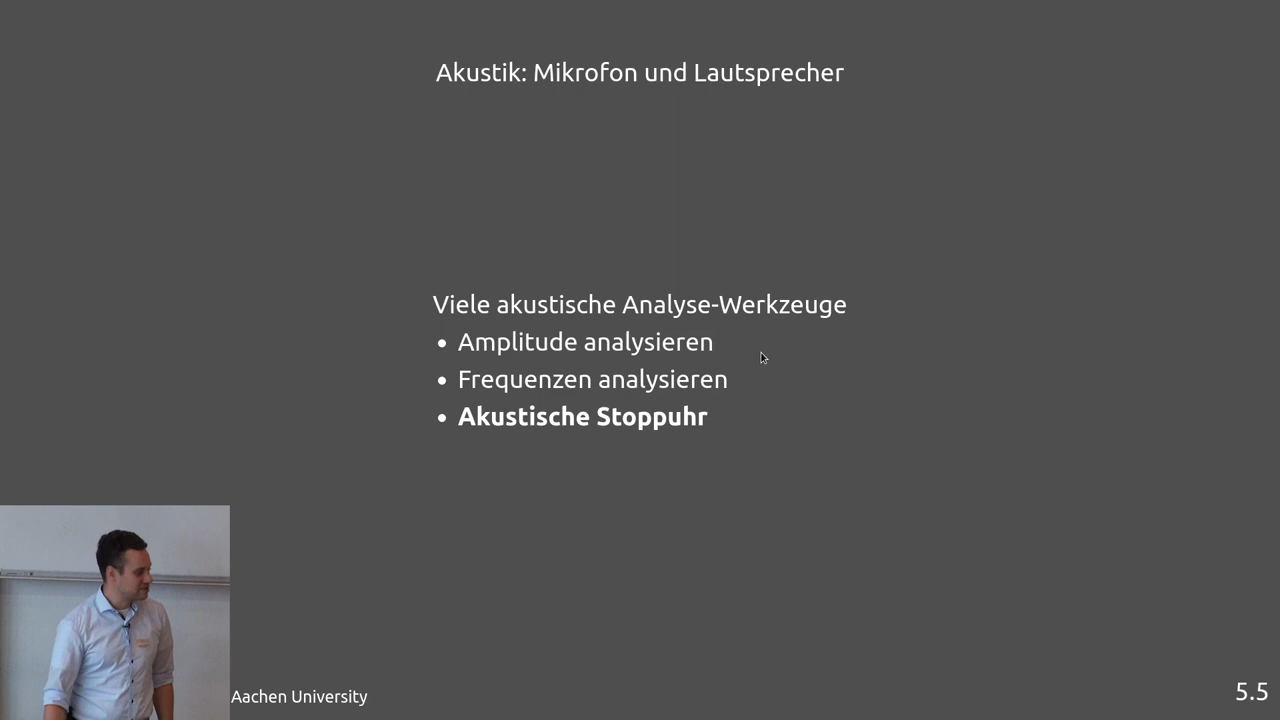 Akustik: Mikrofon und Lautsprecher
Viele akustische Analyse-Werkzeuge
• Amplitude analysieren
• Frequenzen analysieren
• Akustische Stoppuhr
Aachen University
5.5